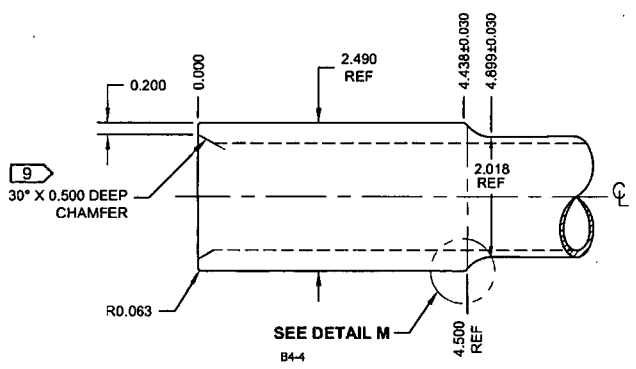 0.200
0.000
2.490
REF
4.438±0.030
4.899±0.030
9
30° X 0.500 DEEP
CHAMFER
2.018
REF
R0.063
SEE DETAIL M
B4-4
4.500
REF